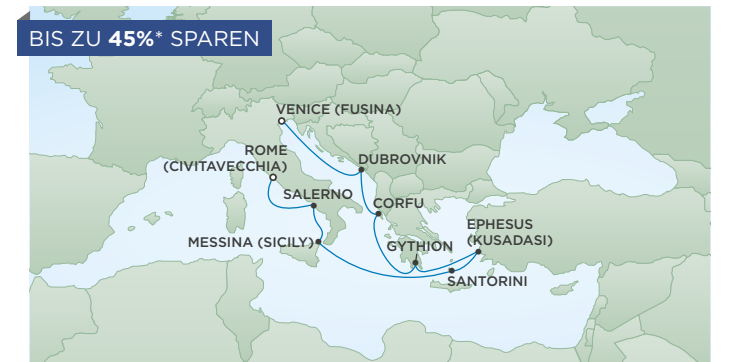 BIS ZU 45%* SPAREN
VENICE (FUSINA)
ROME
(CIVITAVECCHIA)
DUBROVNIK
SALERNO
CORFU
EPHESUS
(KUSADASI)
MESSINA (SICILY)
GYTHION
SANTORINI